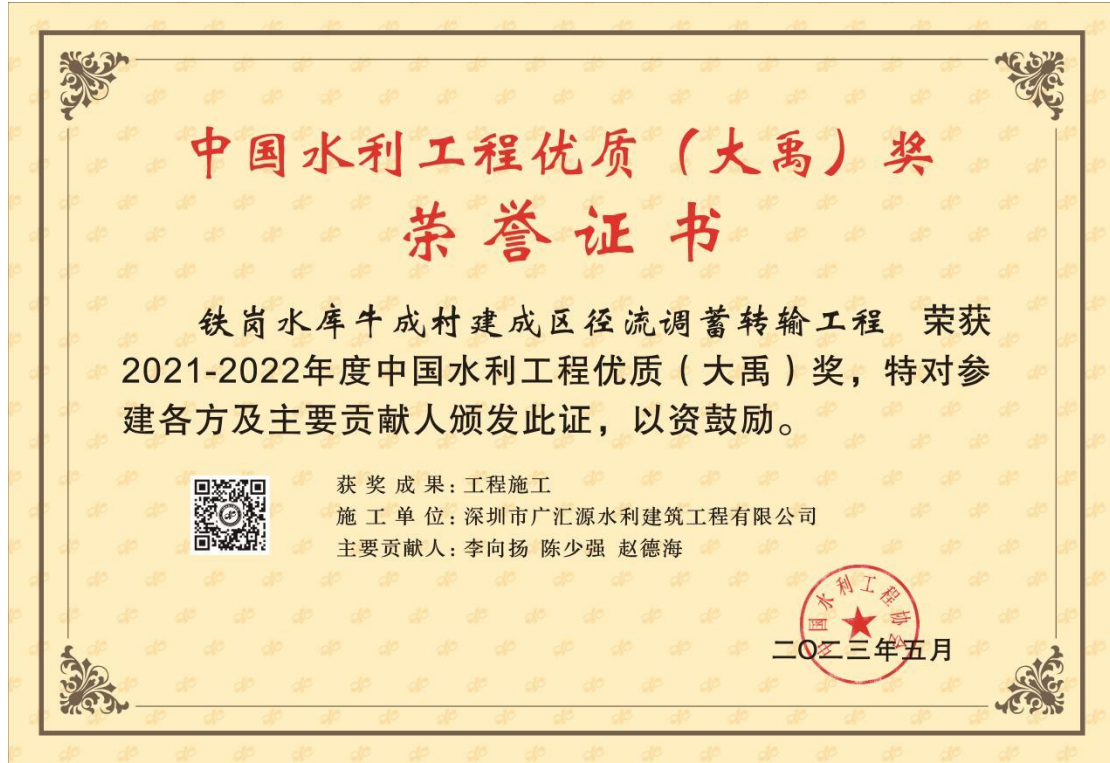 中国水利工程优质（大禹）奖
荣誉证书
铁岗水库牛成村建成区径流调蓄转输工程 荣获
2021-2022年度中国水利工程优质（大禹）奖，特对参
建各方及主要贡献人颁发此证，以资鼓励。
获奖成果：工程施工
施工单位：深圳市广汇源水利建筑工程有限公司
主要贡献人：李向扬 陈少强 赵德海
中国水利工程协会
二〇二三年五月